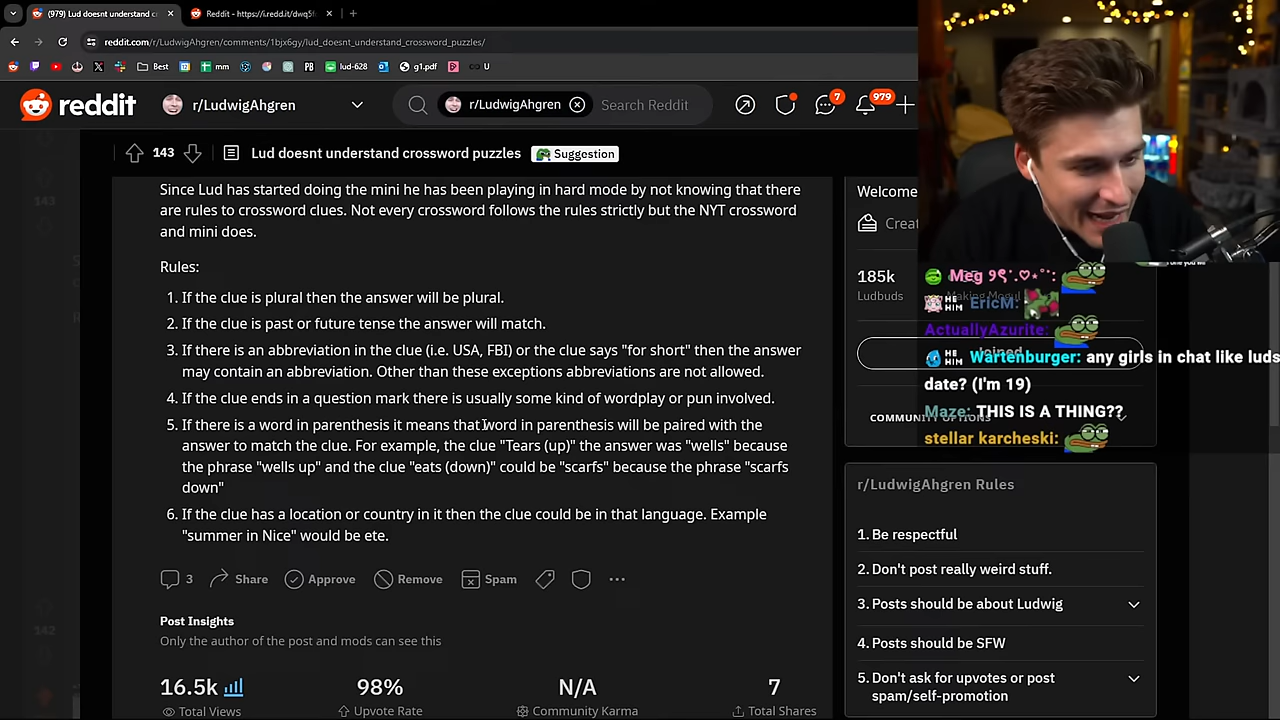 (979) Lud doesnt understand c
Reddit - https://i.redd.it/dwq5
reddit.com/r/LudwigAhgren/comments/1bjx6gy/lud_doesnt_understand_crossword_puzzles/
Best
mm
PB
lud-628
g1.pdf
U
reddit
r/LudwigAhgren
r/LudwigAhgren
Search Reddit
7
979
143
Lud doesnt understand crossword puzzles
Suggestion
Since Lud has started doing the mini he has been playing in hard mode by not knowing that there
are rules to crossword clues. Not every crossword follows the rules strictly but the NYT crossword
and mini does.
Rules:
1. If the clue is plural then the answer will be plural.
2. If the clue is past or future tense the answer will match.
3. If there is an abbreviation in the clue (i.e. USA, FBI) or the clue says "for short" then the answer
may contain an abbreviation. Other than these exceptions abbreviations are not allowed.
4. If the clue ends in a question mark there is usually some kind of wordplay or pun involved.
5. If there is a word in parenthesis it means that word in parenthesis will be paired with the
answer to match the clue. For example, the clue "Tears (up)" the answer was "wells" because
the phrase "wells up" and the clue "eats (down)" could be "scarfs" because the phrase "scarfs
down"
6. If the clue has a location or country in it then the clue could be in that language. Example
"summer in Nice" would be ete.
3
Share
Approve
Remove
Spam
Post Insights
Only the author of the post and mods can see this
16.5k
Total Views
98%
Upvote Rate
N/A
Community Karma
7
Total Shares
Welcome
Creat
185k
Ludbuds
Joined
COMMUNITY OPTIONS
r/LudwigAhgren Rules
1. Be respectful
2. Don't post really weird stuff.
3. Posts should be about Ludwig
4. Posts should be SFW
5. Don't ask for upvotes or post
spam/self-promotion
HE
HIM
EricM:
ActuallyAzurite:
HE
HIM
Wartenburger: any girls in chat like luds
date? (I'm 19)
Maze: THIS IS A THING??
stellar karcheski:
143
142